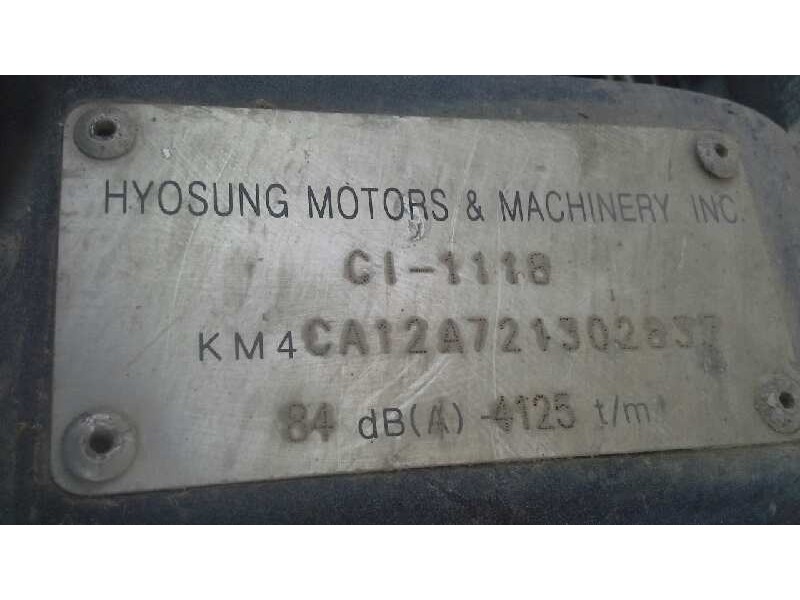 HYOSUNG MOTORS & MACHINERY INC.
CI-1118
KM4CA12A721302837
84 dB(A) -4125 t/m